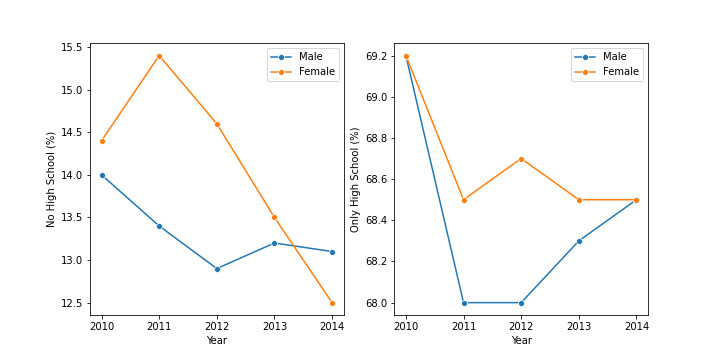 No High School (%)
15.5
15.0
14.5
14.0
13.5
13.0
12.5
2010 2011 2012 2013 2014
Year
Male
Female
Only High School (%)
69.2
69.0
68.8
68.6
68.4
68.2
68.0
2010 2011 2012 2013 2014
Year
Male
Female